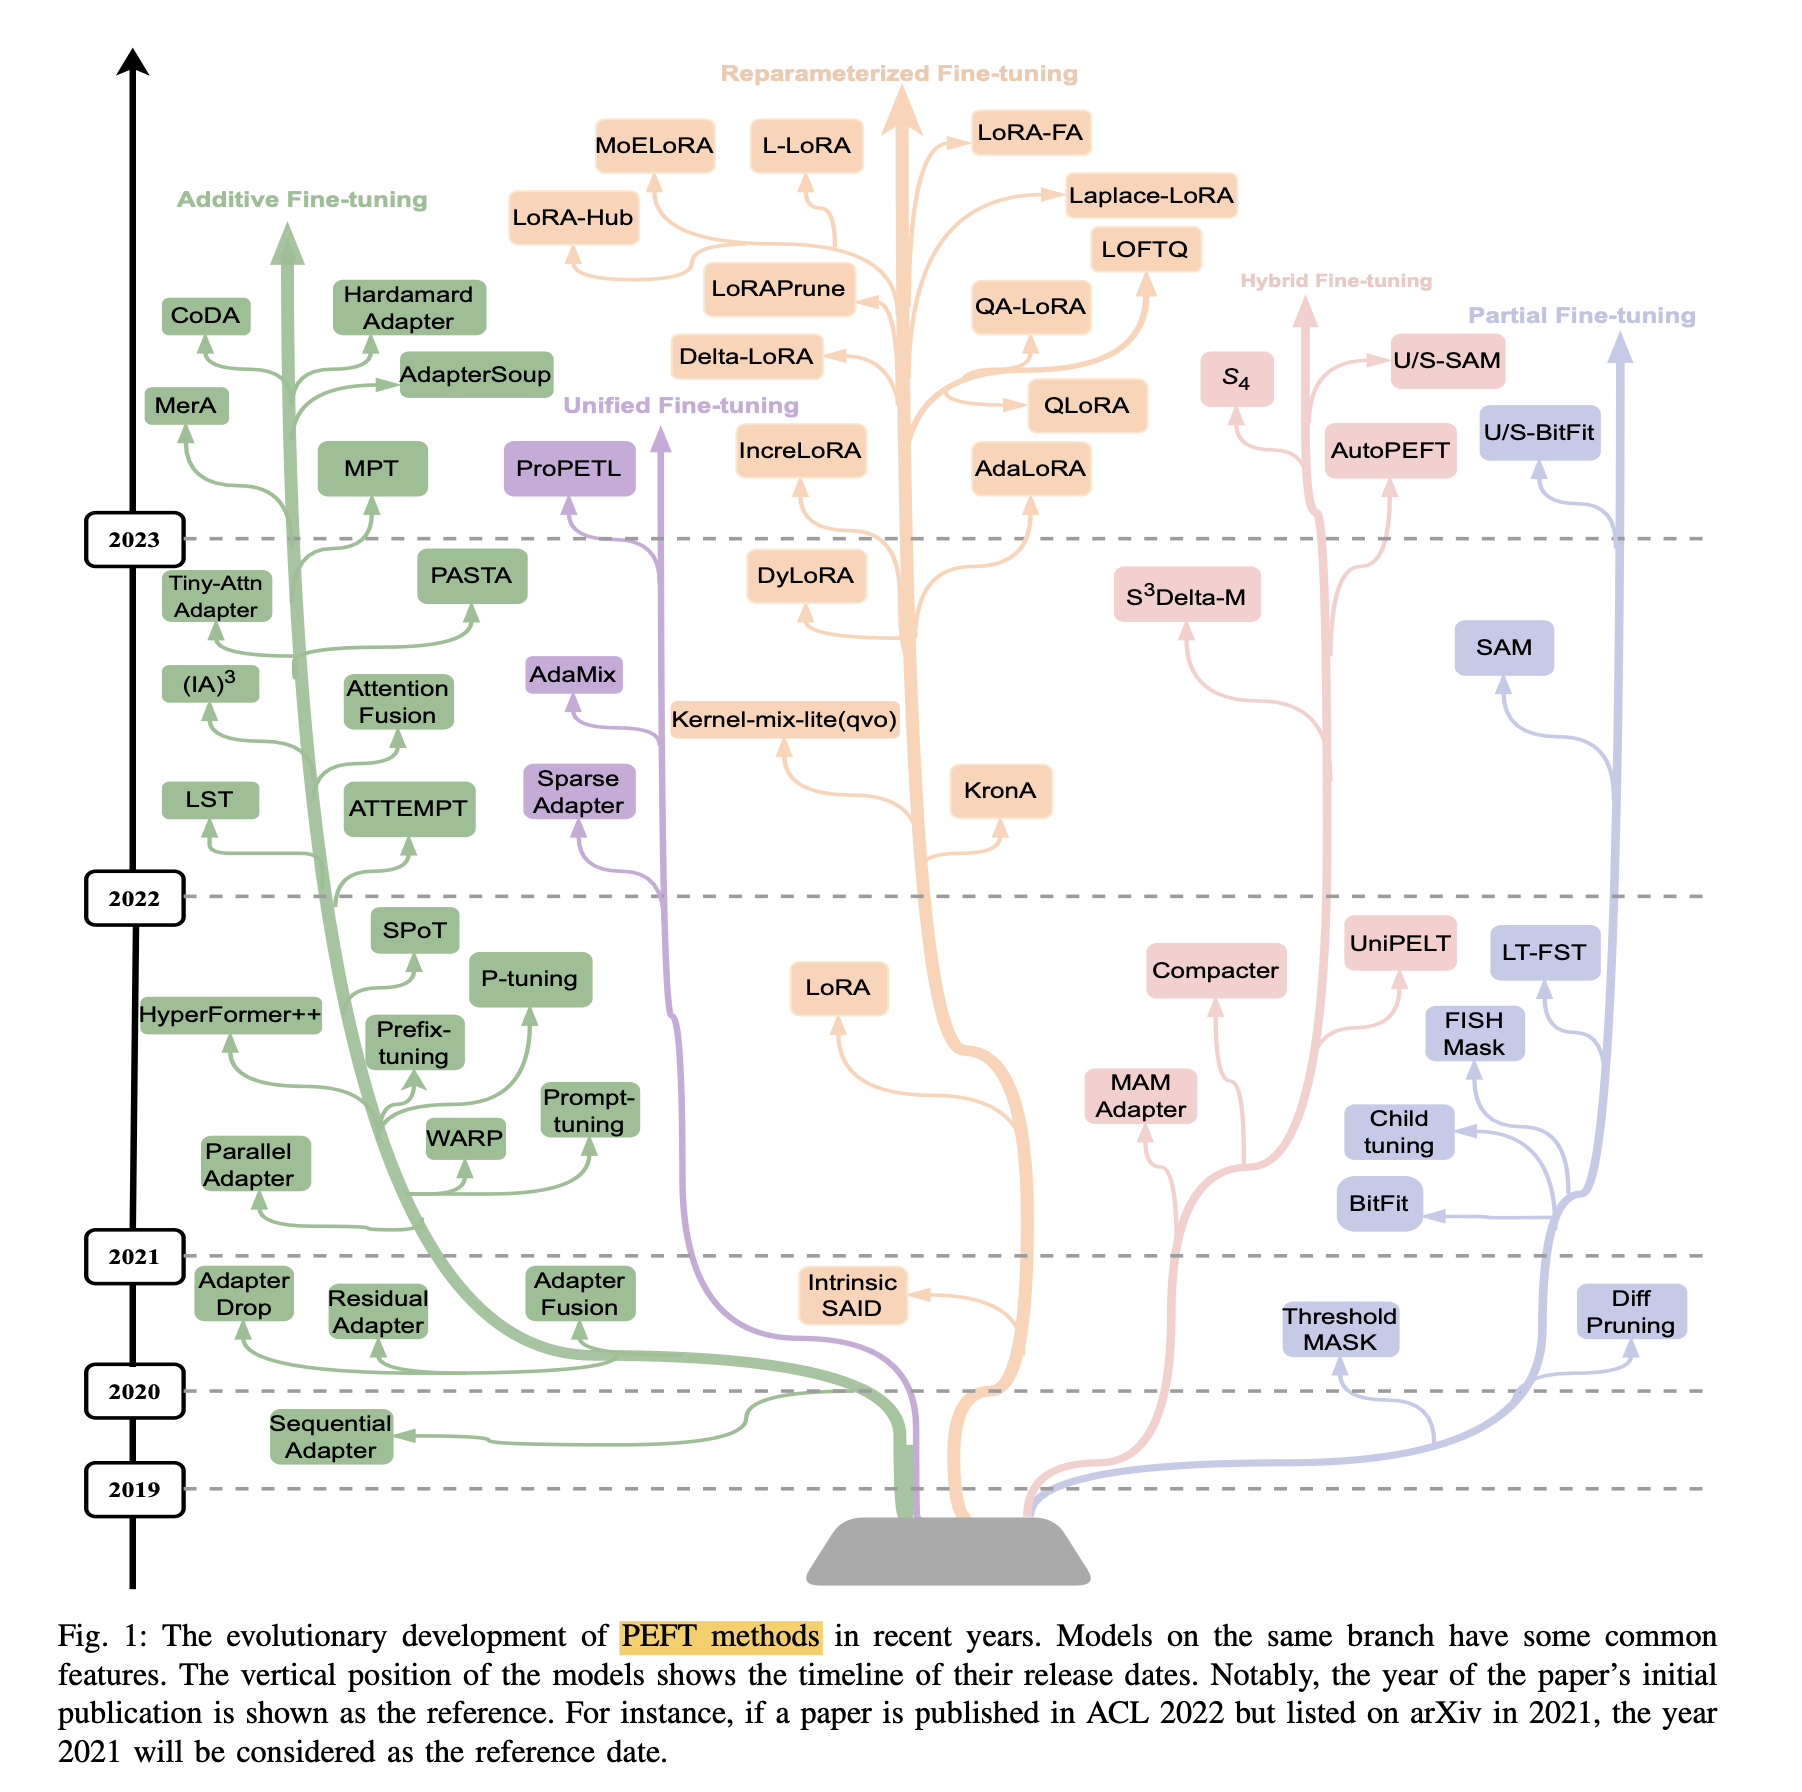 Reparameterized Fine-tuning
MoELoRA
L-LoRA
LoRA-FA
Additive Fine-tuning
LoRA-Hub
Laplace-LoRA
LOFTQ
CoDA
Hardamard
Adapter
LoRAPrune
QA-LoRA
Hybrid Fine-tuning
Partial Fine-tuning
AdapterSoup
Delta-LoRA
S4
U/S-SAM
MerA
Unified Fine-tuning
QLoRA
U/S-BitFit
MPT
ProPETL
IncreLoRA
AdaLoRA
AutoPEFT
2023
Tiny-Attn
Adapter
PASTA
DyLoRA
S3Delta-M
SAM
(IA)3
Attention
Fusion
AdaMix
Kernel-mix-lite(qvo)
LST
ATTEMPT
Sparse
Adapter
KronA
2022
SPoT
P-tuning
LoRA
Compacter
UniPELT
LT-FST
HyperFormer++
Prefix-
tuning
FISH
Mask
Prompt-
tuning
MAM
Adapter
Child
tuning
WARP
Parallel
Adapter
BitFit
2021
Adapter
Drop
Residual
Adapter
Adapter
Fusion
Intrinsic
SAID
Threshold
MASK
Diff
Pruning
2020
Sequential
Adapter
2019
Fig. 1: The evolutionary development of PEFT methods in recent years. Models on the same branch have some common
features. The vertical position of the models shows the timeline of their release dates. Notably, the year of the paper's initial
publication is shown as the reference. For instance, if a paper is published in ACL 2022 but listed on arXiv in 2021, the year
2021 will be considered as the reference date.